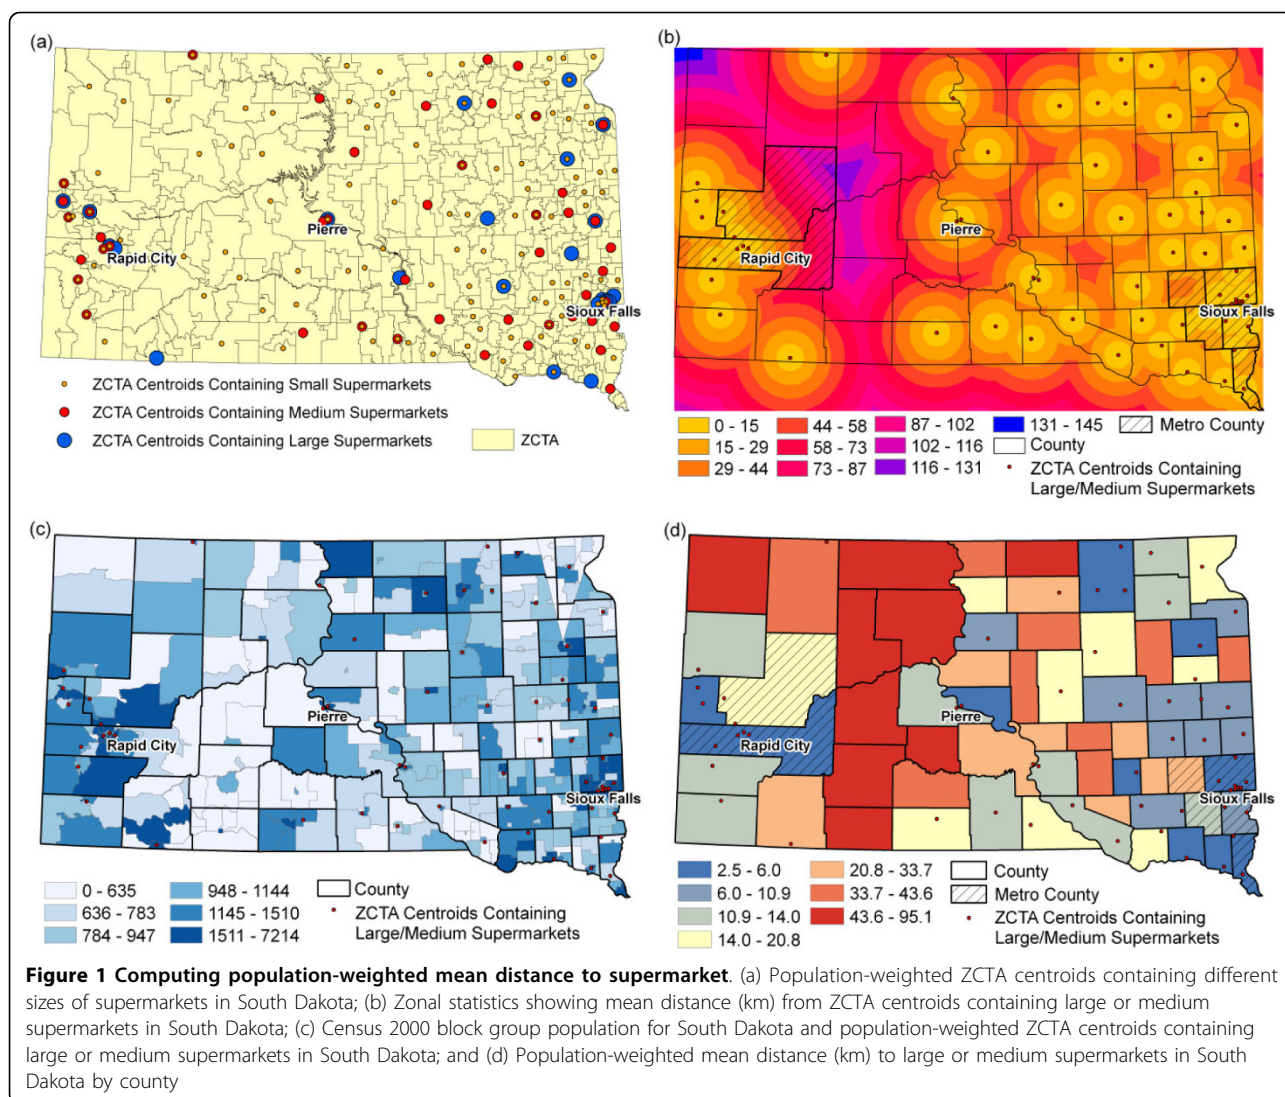 (a)
Pierre
Rapid City
Sioux Falls
ZCTA Centroids Containing Small Supermarkets
ZCTA Centroids Containing Medium Supermarkets
ZCTA Centroids Containing Large Supermarkets
ZCTA
(b)
Pierre
Rapid City
Sioux Falls
0 - 15
15 - 29
29 - 44
44 - 58
58 - 73
73 - 87
87 - 102
102 - 116
116 - 131
131 - 145
County
Metro County
ZCTA Centroids Containing
Large/Medium Supermarkets
(c)
Pierre
Rapid City
Sioux Falls
0 - 635
636 - 783
784 - 947
948 - 1144
1145 - 1510
1511 - 7214
County
ZCTA Centroids Containing
Large/Medium Supermarkets
(d)
Pierre
Rapid City
Sioux Falls
2.5 - 6.0
6.0 - 10.9
10.9 - 14.0
14.0 - 20.8
20.8 - 33.7
33.7 - 43.6
43.6 - 95.1
County
Metro County
ZCTA Centroids Containing
Large/Medium Supermarkets
Figure 1 Computing population-weighted mean distance to supermarket. (a) Population-weighted ZCTA centroids containing different
sizes of supermarkets in South Dakota; (b) Zonal statistics showing mean distance (km) from ZCTA centroids containing large or medium
supermarkets in South Dakota; (c) Census 2000 block group population for South Dakota and population-weighted ZCTA centroids containing
large or medium supermarkets in South Dakota; and (d) Population-weighted mean distance (km) to large or medium supermarkets in South
Dakota by county